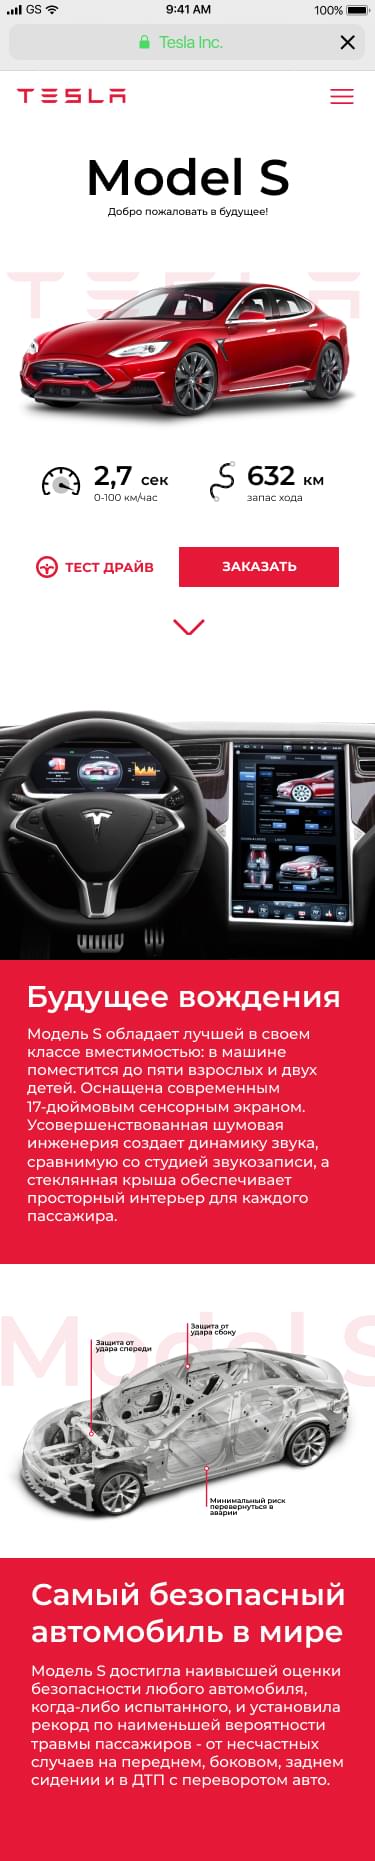 GS 9:41 AM 100%
Tesla Inc.
TESLA
Model S
Добро пожаловать в будущее!
TESLA
2,7 сек
0-100 км/час
632 км
запас хода
ТЕСТ ДРАЙВ
ЗАКАЗАТЬ
Будущее вождения
Модель S обладает лучшей в своем
классе вместимостью: в машине
поместится до пяти взрослых и двух
детей. Оснащена современным
17-дюймовым сенсорным экраном.
Усовершенствованная шумовая
инженерия создает динамику звука,
сравнимую со студией звукозаписи, а
стеклянная крыша обеспечивает
просторный интерьер для каждого
пассажира.
Model S
Защита от
удара сбоку
Защита от
удара спереди
Минимальный риск
перевернуться в
аварии
Самый безопасный
автомобиль в мире
Модель S достигла наивысшей оценки
безопасности любого автомобиля,
когда-либо испытанного, и установила
рекорд по наименьшей вероятности
травмы пассажиров - от несчастных
случаев на переднем, боковом, заднем
сидении и в ДТП с переворотом авто.